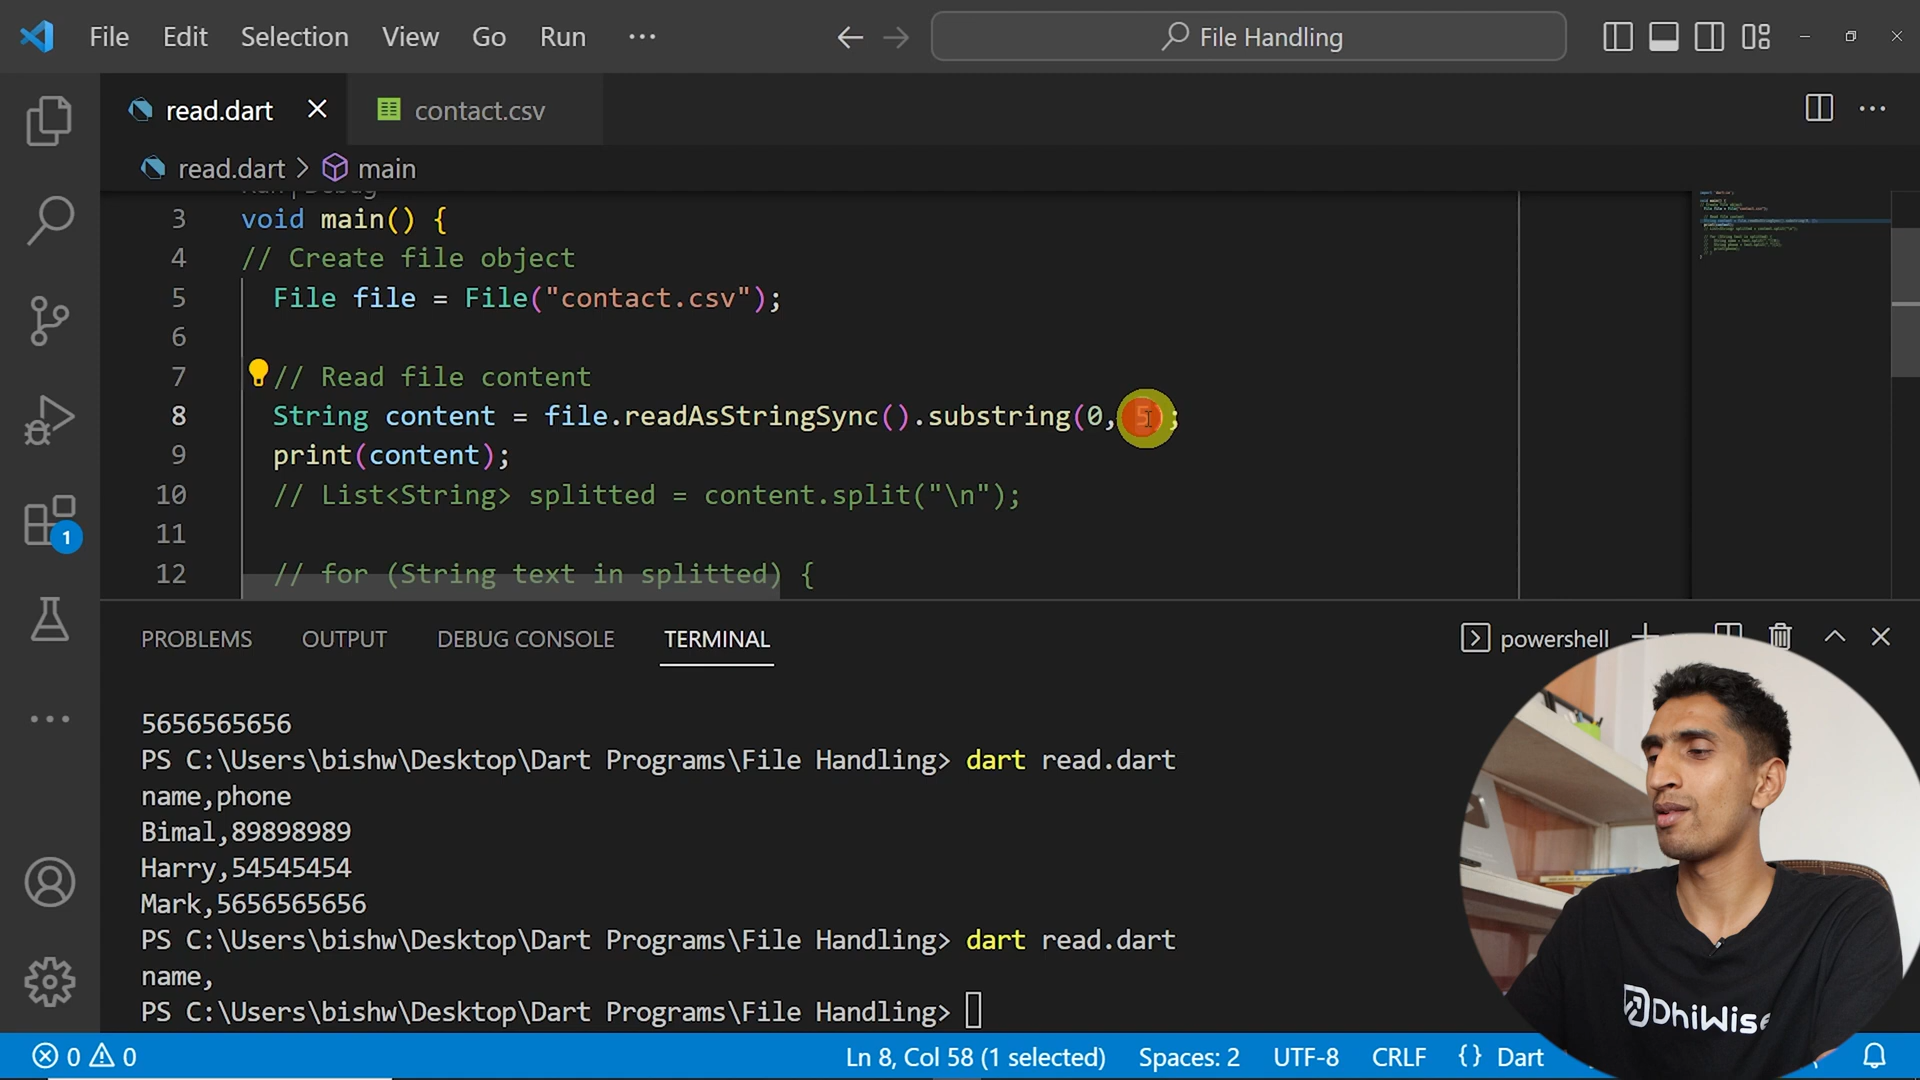 File Edit Selection View Go Run ··· File Handling
read.dart contact.csv
read.dart > main
Run | Debug
3 void main() {
4 // Create file object
5 File file = File("contact.csv");
6
7 // Read file content
8 String content = file.readAsStringSync().substring(0, 5);
9 print(content);
10 // List<String> splitted = content.split("\n");
11
12 // for (String text in splitted) {
1
PROBLEMS OUTPUT DEBUG CONSOLE TERMINAL powershell
5656565656
PS C:\Users\bishw\Desktop\Dart Programs\File Handling> dart read.dart
name,phone
Bimal,89898989
Harry,54545454
Mark,5656565656
PS C:\Users\bishw\Desktop\Dart Programs\File Handling> dart read.dart
name,
PS C:\Users\bishw\Desktop\Dart Programs\File Handling>
DhiWise
0 0 Ln 8, Col 58 (1 selected) Spaces: 2 UTF-8 CRLF {} Dart